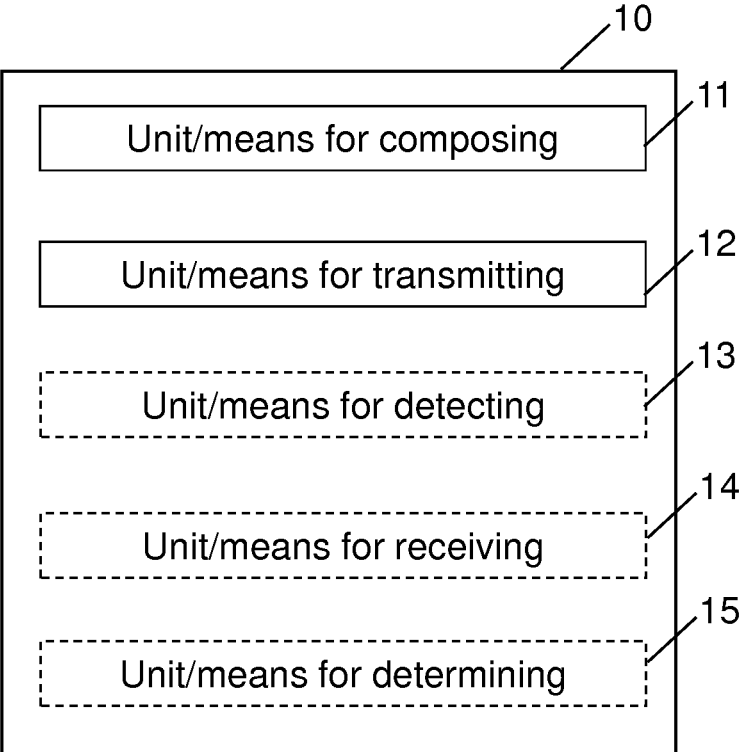 10
11
Unit/means for composing
12
Unit/means for transmitting
13
Unit/means for detecting
14
Unit/means for receiving
15
Unit/means for determining